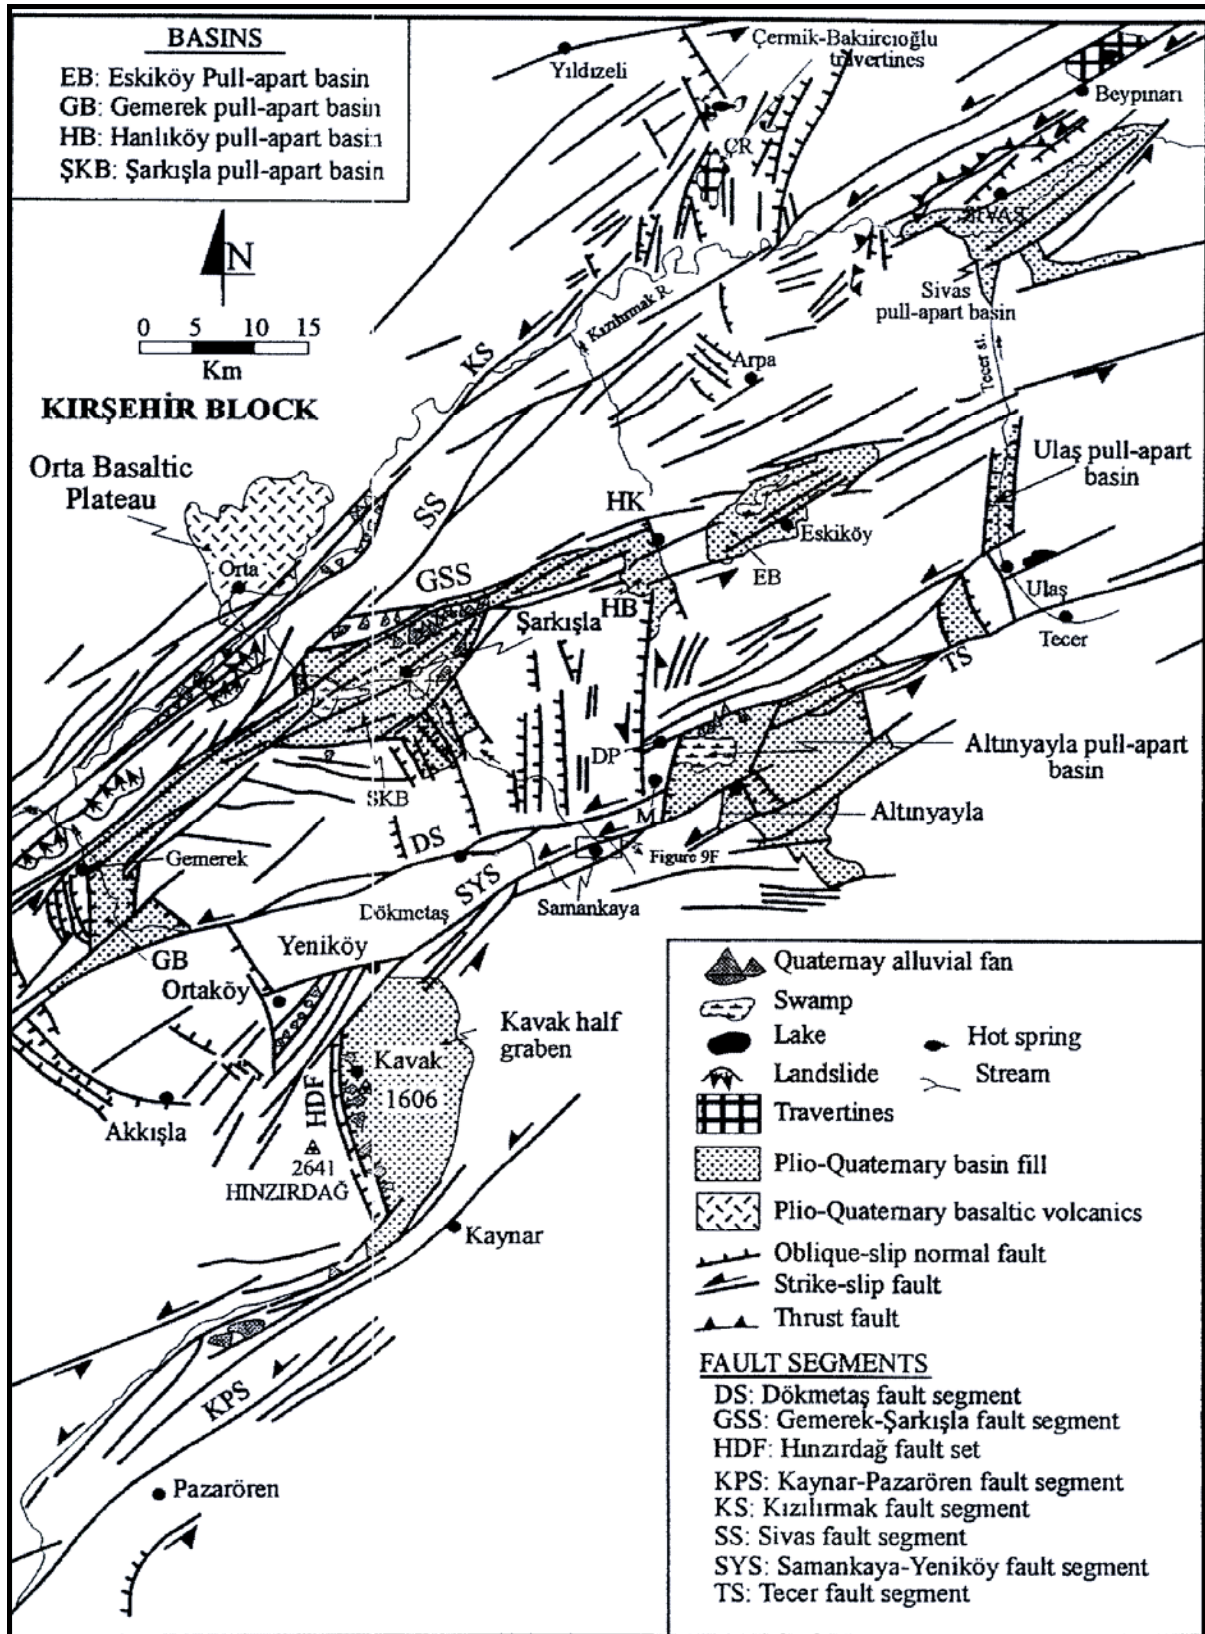 BASINS
EB: Eskiköy Pull-apart basin
GB: Gemerek pull-apart basin
HB: Hanlıköy pull-apart basin
ŞKB: Şarkışla pull-apart basin
N
0 5 10 15
Km
KIRŞEHİR BLOCK
Yıldızeli
Çermik-Bakıircıoğlu
travertines
ÇR
Beypınarı
SIVAS
Sivas
pull-apart basin
Tecer st.
Kızılırmak R.
KS
Arpa
Orta Basaltic
Plateau
Orta
SS
HK
Ulaş pull-apart
basin
Eskiköy
EB
GSS
HB
Şarkışla
Ulaş
Tecer
TS
DP
Altınyayla pull-apart
basin
ŞKB
M
Altınyayla
DS
Gemerek
Figure 9F
SYS
Samankaya
Dökmetaş
Yeniköy
GB
Ortaköy
Kavak half
graben
Kavak
1606
HDF
Akkışla
2641
HINZIRDAĞ
Kaynar
KPS
Pazarören
Quaternay alluvial fan
Swamp
Lake
Hot spring
Landslide
Stream
Travertines
Plio-Quaternary basin fill
Plio-Quaternary basaltic volcanics
Oblique-slip normal fault
Strike-slip fault
Thrust fault
FAULT SEGMENTS
DS: Dökmetaş fault segment
GSS: Gemerek-Şarkışla fault segment
HDF: Hınzırdağ fault set
KPS: Kaynar-Pazarören fault segment
KS: Kızılırmak fault segment
SS: Sivas fault segment
SYS: Samankaya-Yeniköy fault segment
TS: Tecer fault segment